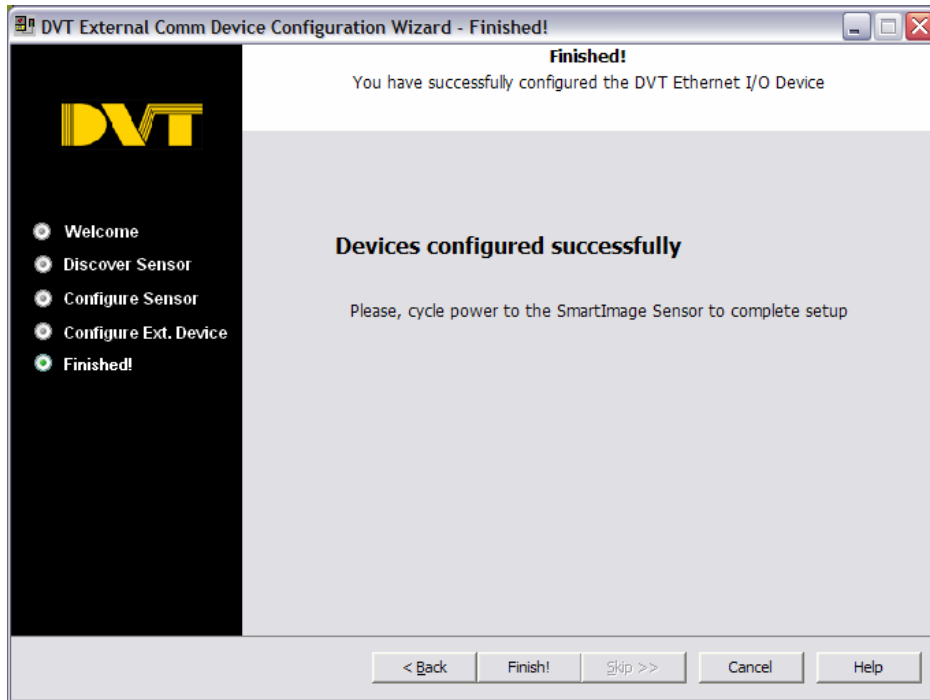 DVT External Comm Device Configuration Wizard - Finished!
Finished!
You have successfully configured the DVT Ethernet I/O Device
DVT
Welcome
Discover Sensor
Configure Sensor
Configure Ext. Device
Finished!
Devices configured successfully
Please, cycle power to the SmartImage Sensor to complete setup
< Back Finish! Skip >> Cancel Help